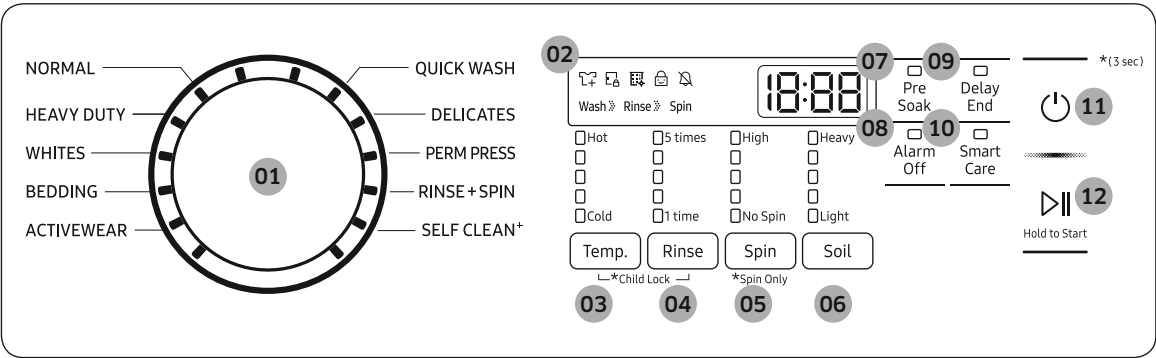 NORMAL
HEAVY DUTY
WHITES
BEDDING
ACTIVEWEAR
01
QUICK WASH
DELICATES
PERM PRESS
RINSE+SPIN
SELF CLEAN+
02
Wash» Rinse» Spin
18:88
Hot
Cold
5 times
1 time
High
No Spin
Heavy
Light
Temp.
Rinse
Spin
Soil
*Child Lock
*Spin Only
03
04
05
06
07
Pre
Soak
09
Delay
End
08
Alarm
Off
10
Smart
Care
*(3 sec)
11
12
Hold to Start